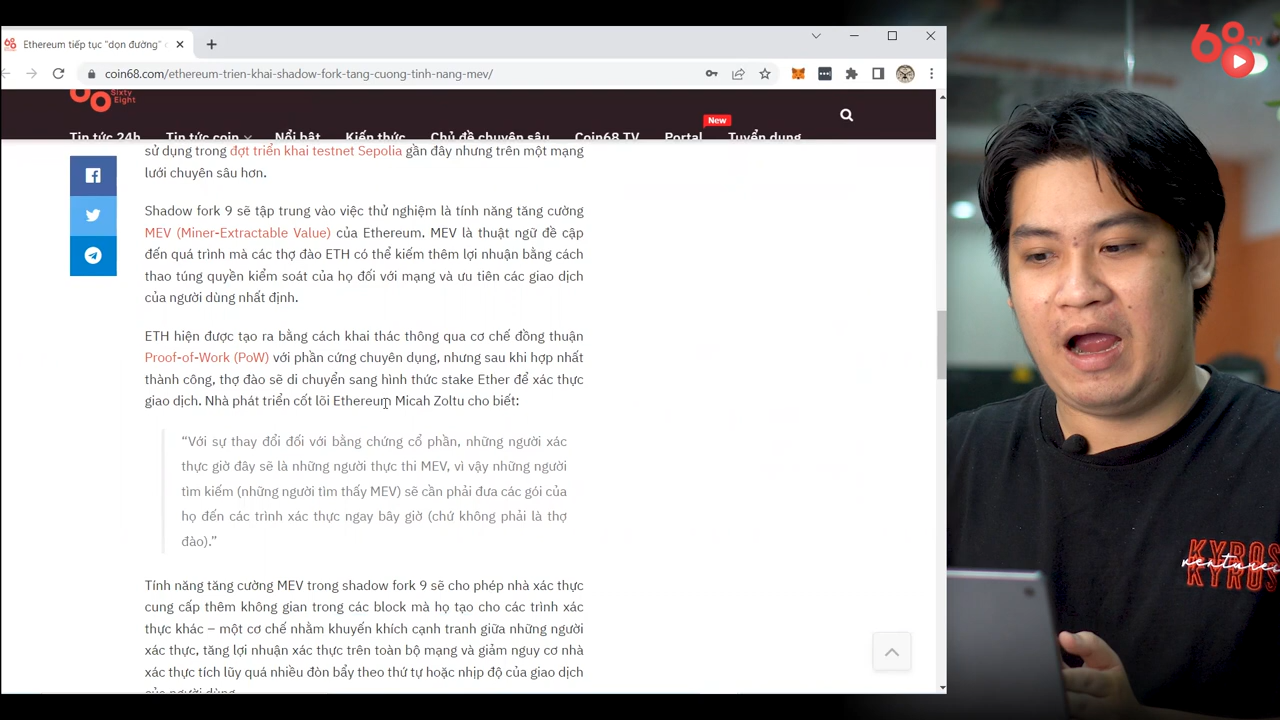 Ethereum tiếp tục “dọn đường”
coin68.com/ethereum-trien-khai-shadow-fork-tang-cuong-tinh-nang-mev/
68 TV
Sixty
Eight
Tin tức 24h Tin tức coin Nổi bật Kiến thức Chủ đề chuyên sâu Coin68 TV Portal New Tuyển dụng
sử dụng trong đợt triển khai testnet Sepolia gần đây nhưng trên một mạng
lưới chuyên sâu hơn.
Shadow fork 9 sẽ tập trung vào việc thử nghiệm là tính năng tăng cường
MEV (Miner-Extractable Value) của Ethereum. MEV là thuật ngữ đề cập
đến quá trình mà các thợ đào ETH có thể kiếm thêm lợi nhuận bằng cách
thao túng quyền kiểm soát của họ đối với mạng và ưu tiên các giao dịch
của người dùng nhất định.
ETH hiện được tạo ra bằng cách khai thác thông qua cơ chế đồng thuận
Proof-of-Work (PoW) với phần cứng chuyên dụng, nhưng sau khi hợp nhất
thành công, thợ đào sẽ di chuyển sang hình thức stake Ether để xác thực
giao dịch. Nhà phát triển cốt lõi Ethereum Micah Zoltu cho biết:
“Với sự thay đổi đối với bằng chứng cổ phần, những người xác
thực giờ đây sẽ là những người thực thi MEV, vì vậy những người
tìm kiếm (những người tìm thấy MEV) sẽ cần phải đưa các gói của
họ đến các trình xác thực ngay bây giờ (chứ không phải là thợ
đào).”
Tính năng tăng cường MEV trong shadow fork 9 sẽ cho phép nhà xác thực
cung cấp thêm không gian trong các block mà họ tạo cho các trình xác
thực khác – một cơ chế nhằm khuyến khích cạnh tranh giữa những người
xác thực, tăng lợi nhuận xác thực trên toàn bộ mạng và giảm nguy cơ nhà
xác thực tích lũy quá nhiều đòn bẩy theo thứ tự hoặc nhịp độ của giao dịch
của người dùng
KYROS
ventures
KYROS